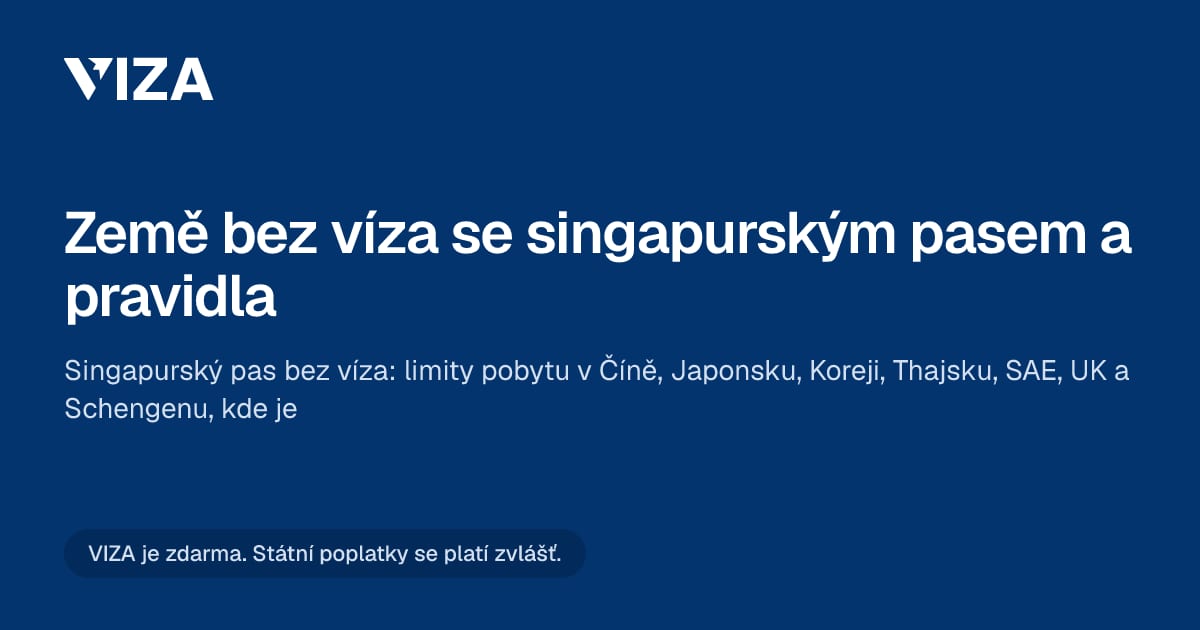 VIZA
Země bez víza se singapurským pasem a
pravidla
Singapurský pas bez víza: limity pobytu v Číně, Japonsku, Koreji, Thajsku, SAE, UK a
Schengenu, kde je
VIZA je zdarma. Státní poplatky se platí zvlášť.